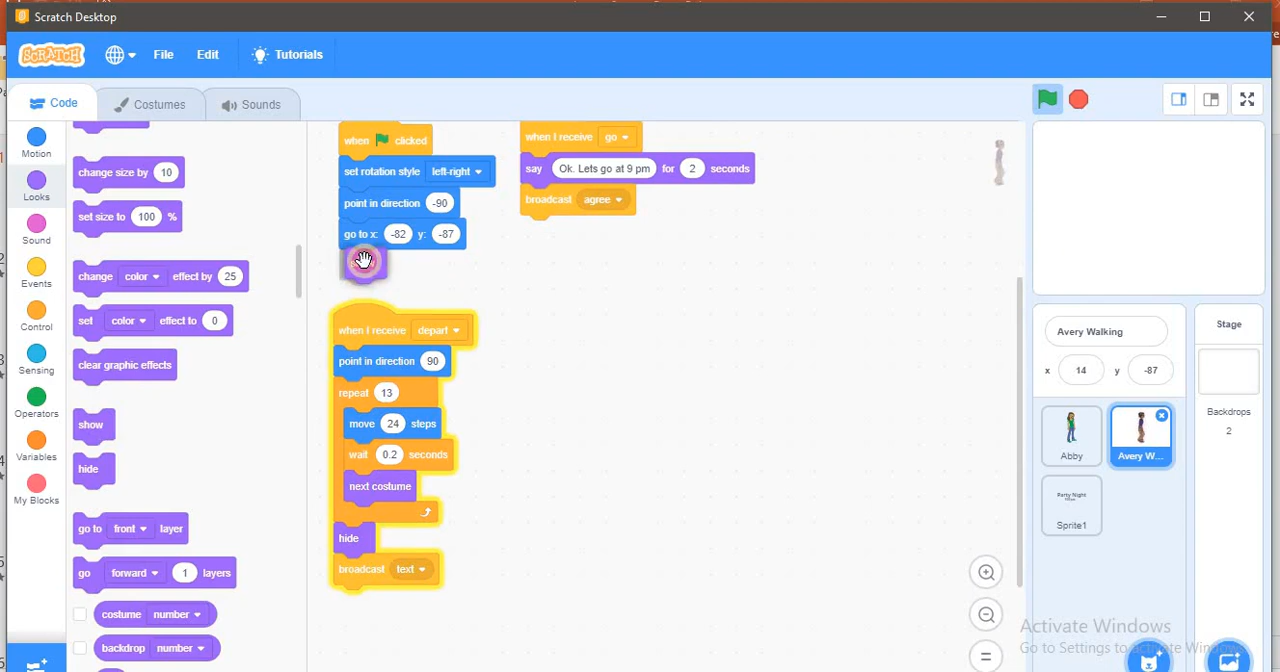 Scratch Desktop
SCRATCH File Edit Tutorials
Code Costumes Sounds
Motion
Looks
Sound
Events
Control
Sensing
Operators
Variables
My Blocks
change size by 10
set size to 100 %
change color effect by 25
set color effect to 0
clear graphic effects
show
hide
go to front layer
go forward 1 layers
costume number
backdrop number
when clicked
set rotation style left-right
point in direction -90
go to x: -82 y: -87
when I receive depart
point in direction 90
repeat 13
move 24 steps
wait 0.2 seconds
next costume
hide
broadcast text
when I receive go
say Ok. Lets go at 9 pm for 2 seconds
broadcast agree
Avery Walking
x 14 y -87
Abby
Avery W...
Party Night
Sprite1
Stage
Backdrops
2
Activate Windows
Go to Settings to activate Windows.